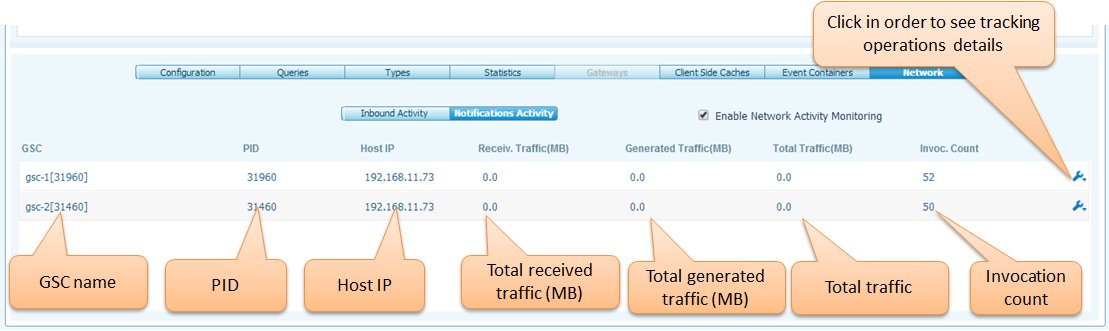 Click in order to see tracking
operations details
Configuration Queries Types Statistics Gateways Client Side Caches Event Containers Network
Inbound Activity Notifications Activity Enable Network Activity Monitoring
GSC PID Host IP Receiv. Traffic(MB) Generated Traffic(MB) Total Traffic(MB) Invoc. Count
gsc-1[31960] 31960 192.168.11.73 0.0 0.0 0.0 52
gsc-2[31460] 31460 192.168.11.73 0.0 0.0 0.0 50
GSC name
PID
Host IP
Total received
traffic (MB)
Total generated
traffic (MB)
Total traffic
Invocation
count